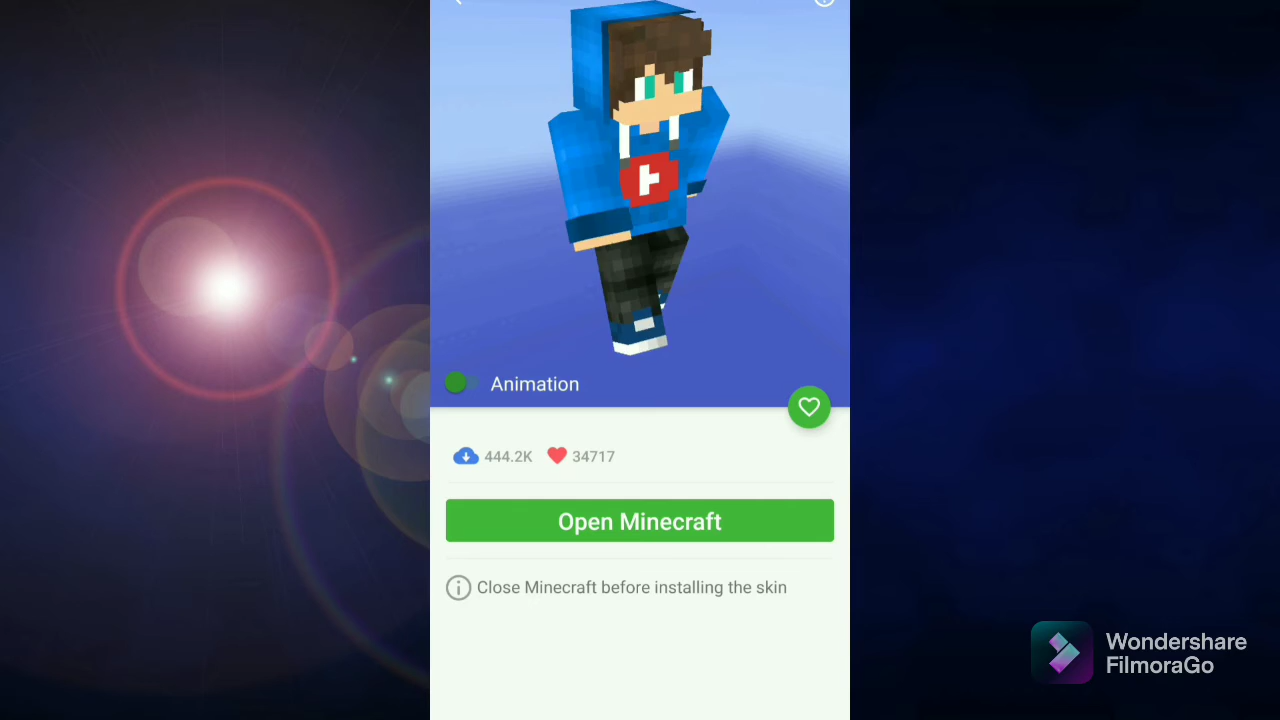 Animation
444.2K 34717
Open Minecraft
Close Minecraft before installing the skin
Wondershare
FilmoraGo